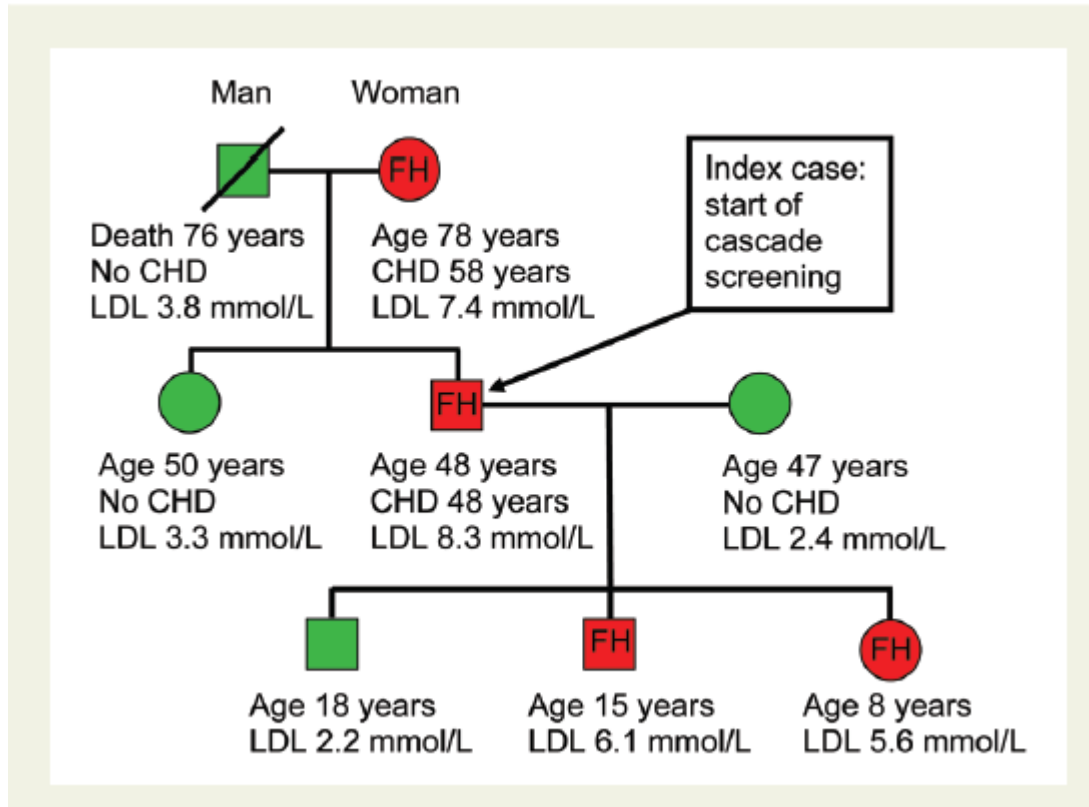 Man
Woman
FH
Death 76 years
No CHD
LDL 3.8 mmol/L
Age 78 years
CHD 58 years
LDL 7.4 mmol/L
Index case:
start of
cascade
screening
FH
Age 50 years
No CHD
LDL 3.3 mmol/L
Age 48 years
CHD 48 years
LDL 8.3 mmol/L
Age 47 years
No CHD
LDL 2.4 mmol/L
FH
FH
Age 18 years
LDL 2.2 mmol/L
Age 15 years
LDL 6.1 mmol/L
Age 8 years
LDL 5.6 mmol/L